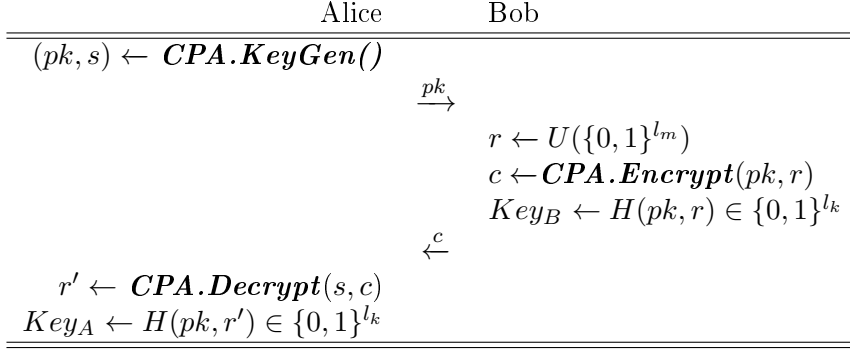 Alice Bob
(pk, s) ← CPA.KeyGen()
pk
→
r ← U({0, 1}^{l_m})
c ←CPA.Encrypt(pk, r)
Key_B ← H(pk, r) ∈ {0, 1}^{l_k}
c
←
r′ ← CPA.Decrypt(s, c)
Key_A ← H(pk, r′) ∈ {0, 1}^{l_k}